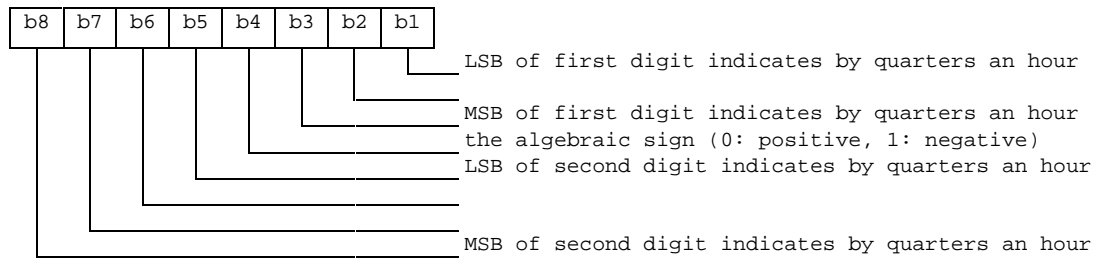 b8 b7 b6 b5 b4 b3 b2 b1
LSB of first digit indicates by quarters an hour
MSB of first digit indicates by quarters an hour
the algebraic sign (0: positive, 1: negative)
LSB of second digit indicates by quarters an hour
MSB of second digit indicates by quarters an hour